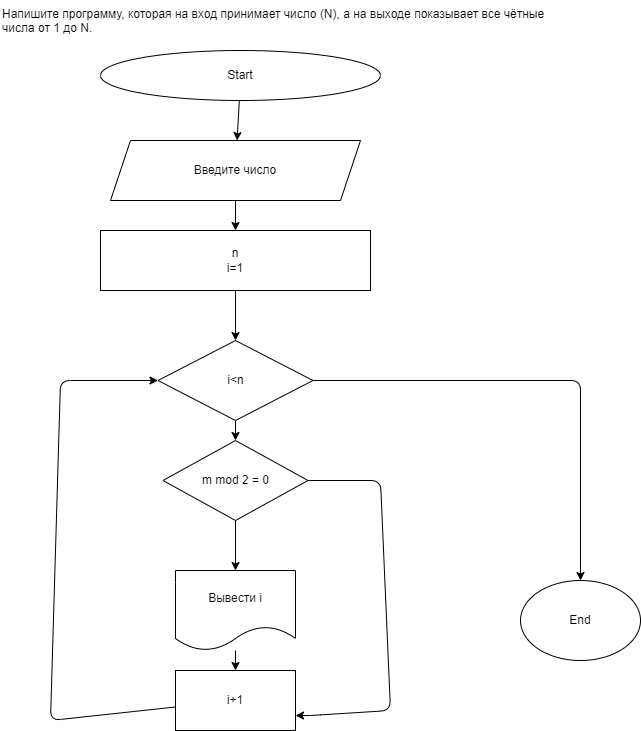 Напишите программу, которая на вход принимает число (N), а на выходе показывает все чётные
числа от 1 до N.
Start
Введите число
n
i=1
i<n
m mod 2 = 0
Вывести i
End
i+1